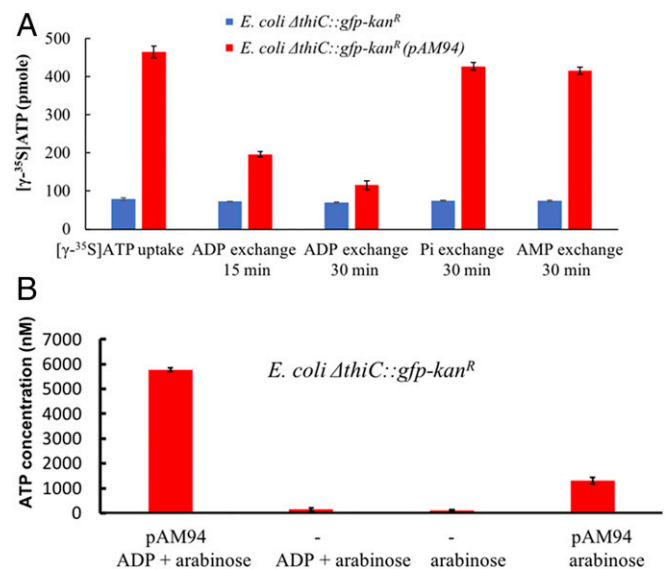 A
E. coli ΔthiC::gfp-kanᴿ
E. coli ΔthiC::gfp-kanᴿ (pAM94)
[γ-³⁵S]ATP (pmole)
500
400
300
200
100
0
[γ-³⁵S]ATP uptake ADP exchange ADP exchange Pi exchange AMP exchange
15 min 30 min 30 min 30 min
B
ATP concentration (nM)
7000
6000
5000
4000
3000
2000
1000
0
E. coli ΔthiC::gfp-kanᴿ
pAM94 - - pAM94
ADP + arabinose ADP + arabinose arabinose arabinose